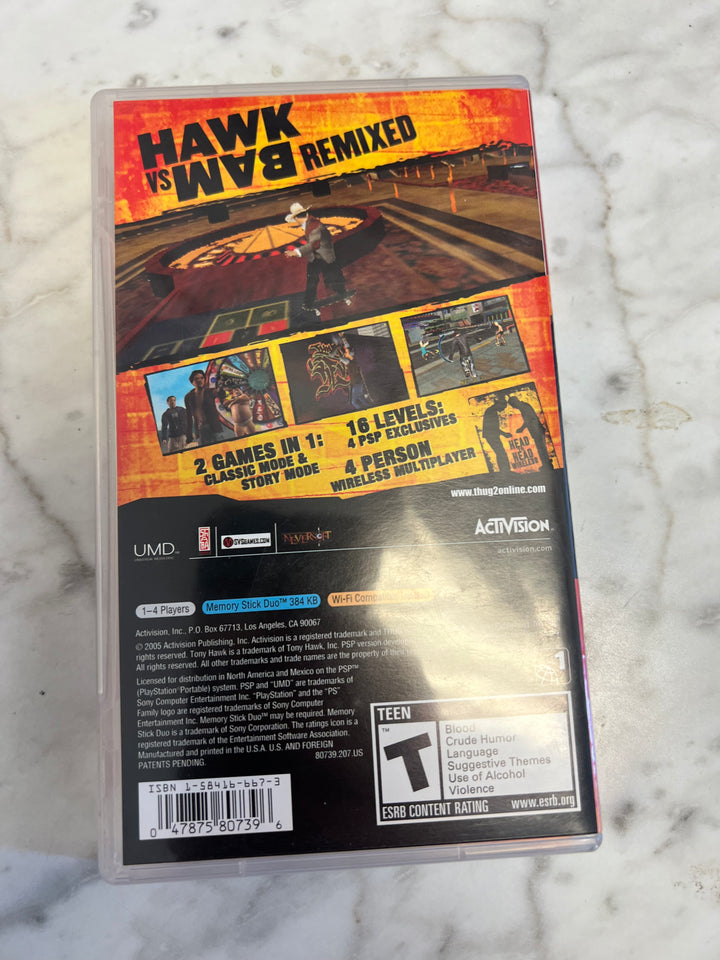 HAWK
VS BAM REMIXED
2 GAMES IN 1:
CLASSIC MODE &
STORY MODE
16 LEVELS:
4 PSP EXCLUSIVES
4 PERSON
WIRELESS MULTIPLAYER
HEAD
HEAD
www.thug2online.com
UMD™
SVSGAMES.COM
NEVERSOFT
ACTIVISION.
activision.com
1–4 Players
Memory Stick Duo™ 384 KB
Wi-Fi
Activision, Inc., P.O. Box 67713, Los Angeles, CA 90067
© 2005 Activision Publishing, Inc. Activision is a registered trademark and
rights reserved. Tony Hawk is a trademark of Tony Hawk, Inc. PSP version
All rights reserved. All other trademarks and trade names are the property of
Licensed for distribution in North America and Mexico on the PSP™
(PlayStation®Portable) system. PSP and "UMD" are trademarks of
Sony Computer Entertainment Inc. "PlayStation" and the "PS"
Family logo are registered trademarks of Sony Computer
Entertainment Inc. Memory Stick Duo™ may be required. Memory
Stick Duo is a trademark of Sony Corporation. The ratings icon is a
registered trademark of the Entertainment Software Association.
Manufactured and printed in the U.S.A. U.S. AND FOREIGN
PATENTS PENDING.
80739.207.US
1
TEEN
T
Blood
Crude Humor
Language
Suggestive Themes
Use of Alcohol
Violence
ESRB CONTENT RATING www.esrb.org
ISBN 1-58416-667-3
0 47875 80739 6